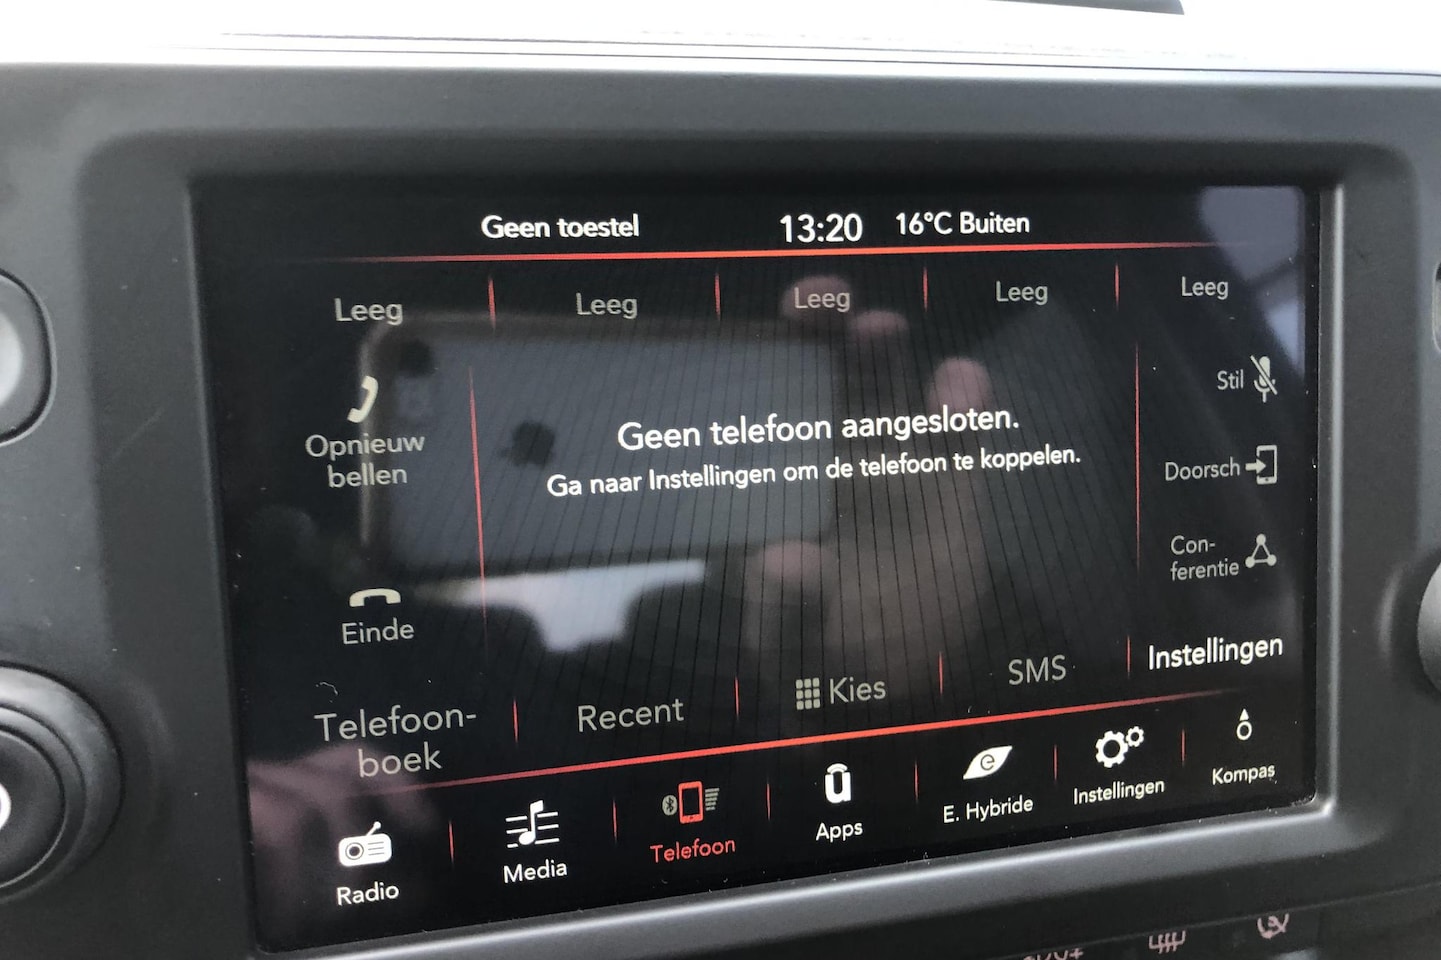 Geen toestel 13:20 16°C Buiten
Leeg Leeg Leeg Leeg Leeg
Stil
Opnieuw
bellen
Geen telefoon aangesloten.
Ga naar Instellingen om de telefoon te koppelen.
Doorsch
Con-
ferentie
Einde
Telefoon-
boek
Recent
Kies
SMS
Instellingen
Radio
Media
Telefoon
Apps
e
E. Hybride
Instellingen
Kompas